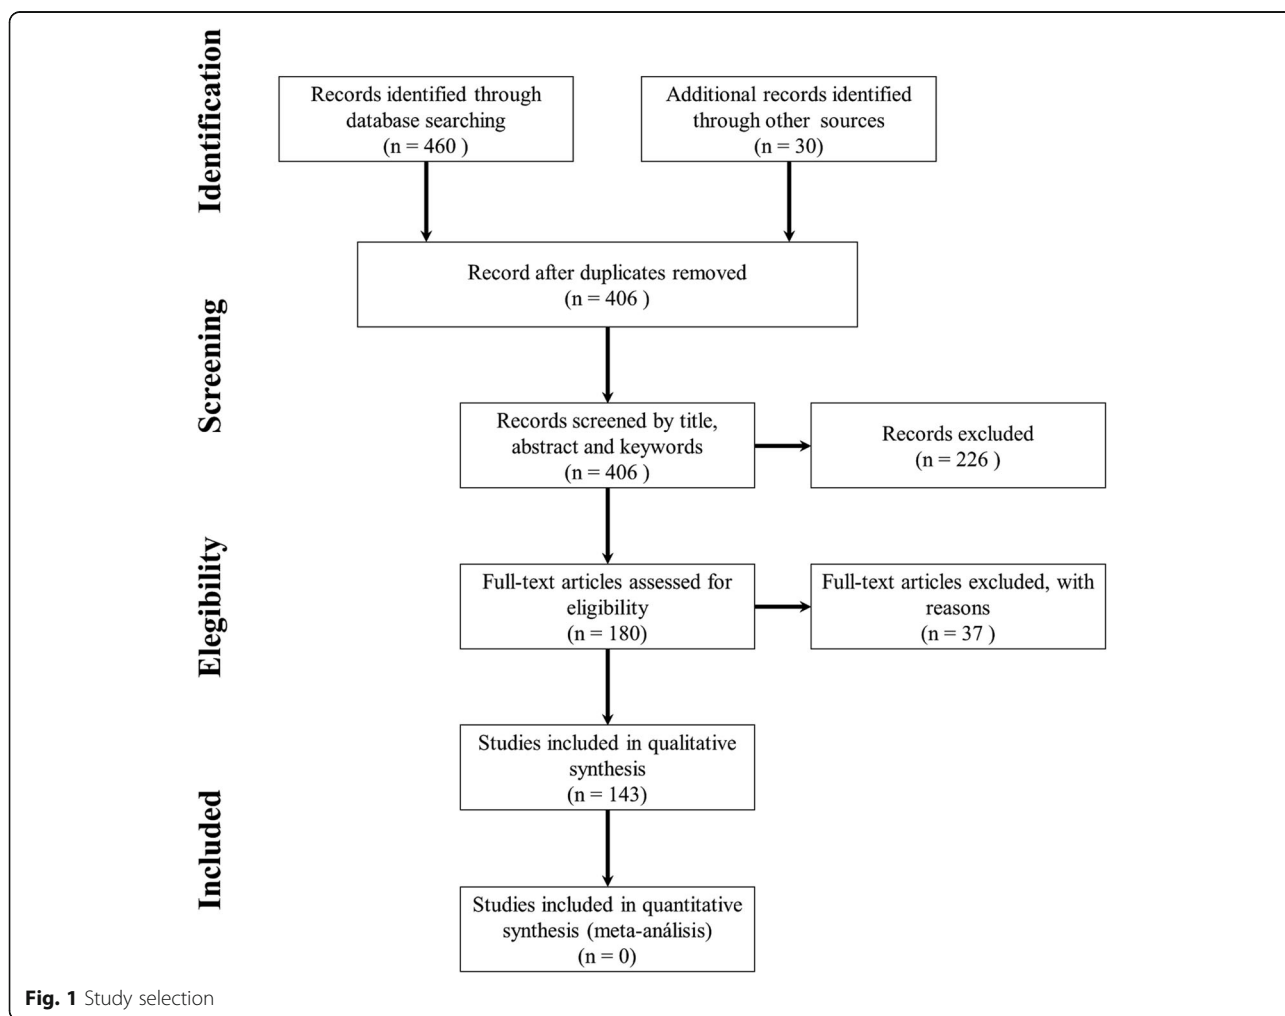 Identification
Records identified through
database searching
(n = 460 )
Additional records identified
through other sources
(n = 30)
Record after duplicates removed
(n = 406 )
Screening
Records screened by title,
abstract and keywords
(n = 406 )
Records excluded
(n = 226 )
Elegibility
Full-text articles assessed for
eligibility
(n = 180)
Full-text articles excluded, with
reasons
(n = 37 )
Studies included in qualitative
synthesis
(n = 143)
Included
Studies included in quantitative
synthesis (meta-análisis)
(n = 0)
Fig. 1 Study selection